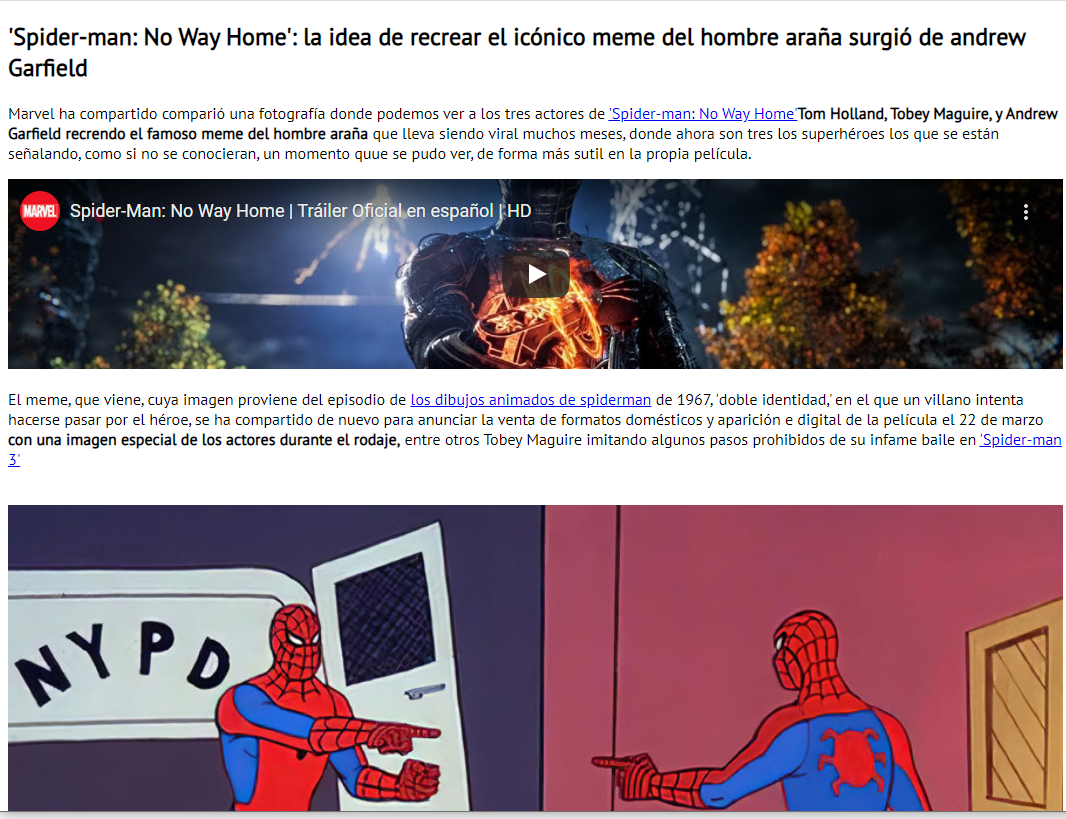 'Spider-man: No Way Home': la idea de recrear el icónico meme del hombre araña surgió de andrew
Garfield
Marvel ha compartido comparió una fotografía donde podemos ver a los tres actores de 'Spider-man: No Way Home'Tom Holland, Tobey Maguire, y Andrew
Garfield recrendo el famoso meme del hombre araña que lleva siendo viral muchos meses, donde ahora son tres los superhéroes los que se están
señalando, como si no se conocieran, un momento quue se pudo ver, de forma más sutil en la propia película.
MARVEL Spider-Man: No Way Home | Tráiler Oficial en español | HD
El meme, que viene, cuya imagen proviene del episodio de los dibujos animados de spiderman de 1967, 'doble identidad,' en el que un villano intenta
hacerse pasar por el héroe, se ha compartido de nuevo para anunciar la venta de formatos domésticos y aparición e digital de la película el 22 de marzo
con una imagen especial de los actores durante el rodaje, entre otros Tobey Maguire imitando algunos pasos prohibidos de su infame baile en 'Spider-man
3'
NYPD